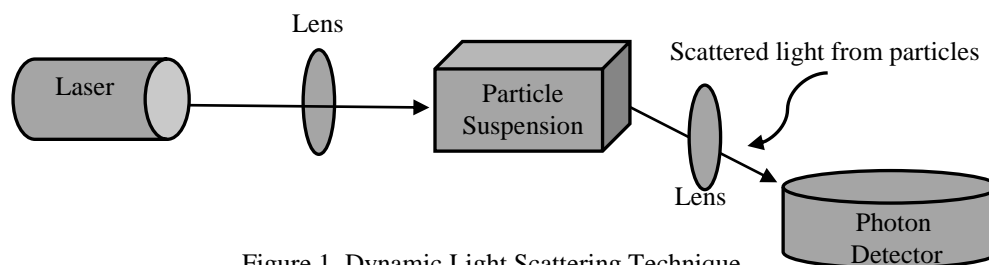 Lens
Scattered light from particles
Laser
Particle
Suspension
Lens
Photon
Detector
Figure 1. Dynamic Light Scattering Technique